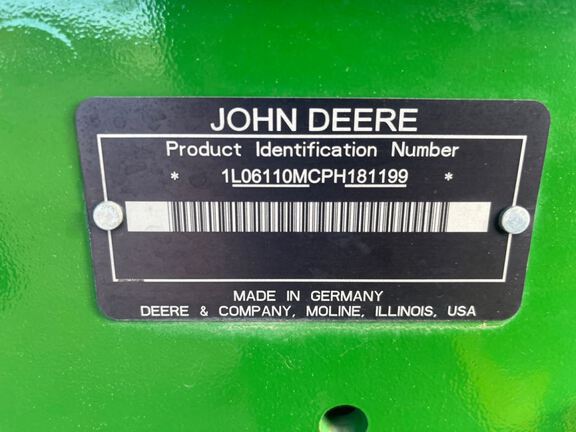 JOHN DEERE
Product Identification Number
* 1L06110MCPH181199 *
MADE IN GERMANY
DEERE & COMPANY, MOLINE, ILLINOIS, USA